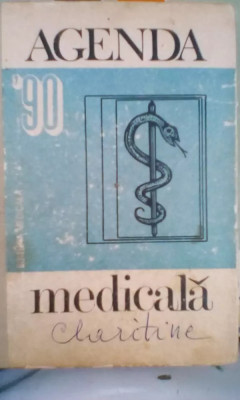 AGENDA
'90
medicală
Claritine